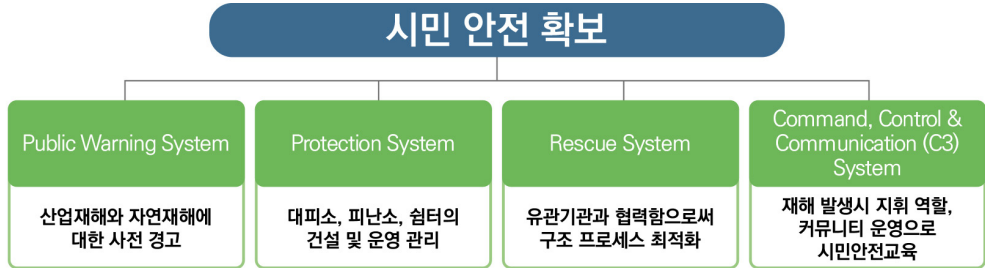 시민 안전 확보
Public Warning System
산업재해와 자연재해에
대한 사전 경고
Protection System
대피소, 피난소, 쉼터의
건설 및 운영 관리
Rescue System
유관기관과 협력함으로써
구조 프로세스 최적화
Command, Control &
Communication (C3)
System
재해 발생시 지휘 역할,
커뮤니티 운영으로
시민안전교육